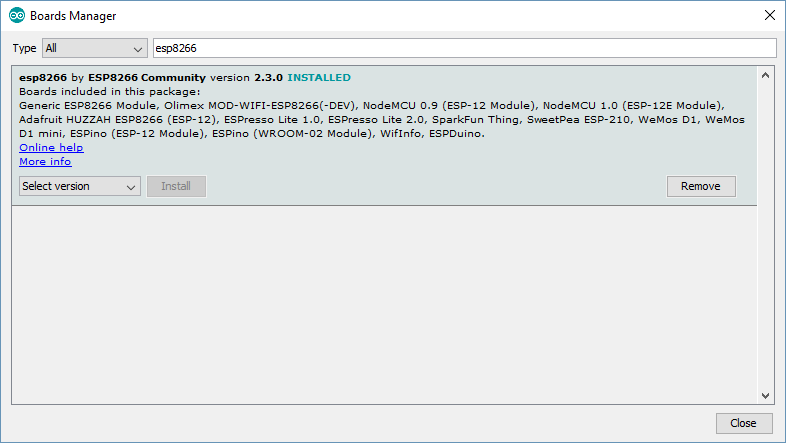 Boards Manager
Type All esp8266
esp8266 by ESP8266 Community version 2.3.0 INSTALLED
Boards included in this package:
Generic ESP8266 Module, Olimex MOD-WIFI-ESP8266(-DEV), NodeMCU 0.9 (ESP-12 Module), NodeMCU 1.0 (ESP-12E Module),
Adafruit HUZZAH ESP8266 (ESP-12), ESPresso Lite 1.0, ESPresso Lite 2.0, SparkFun Thing, SweetPea ESP-210, WeMos D1, WeMos
D1 mini, ESPino (ESP-12 Module), ESPino (WROOM-02 Module), WifInfo, ESPDuino.
Online help
More info
Select version Install Remove
Close